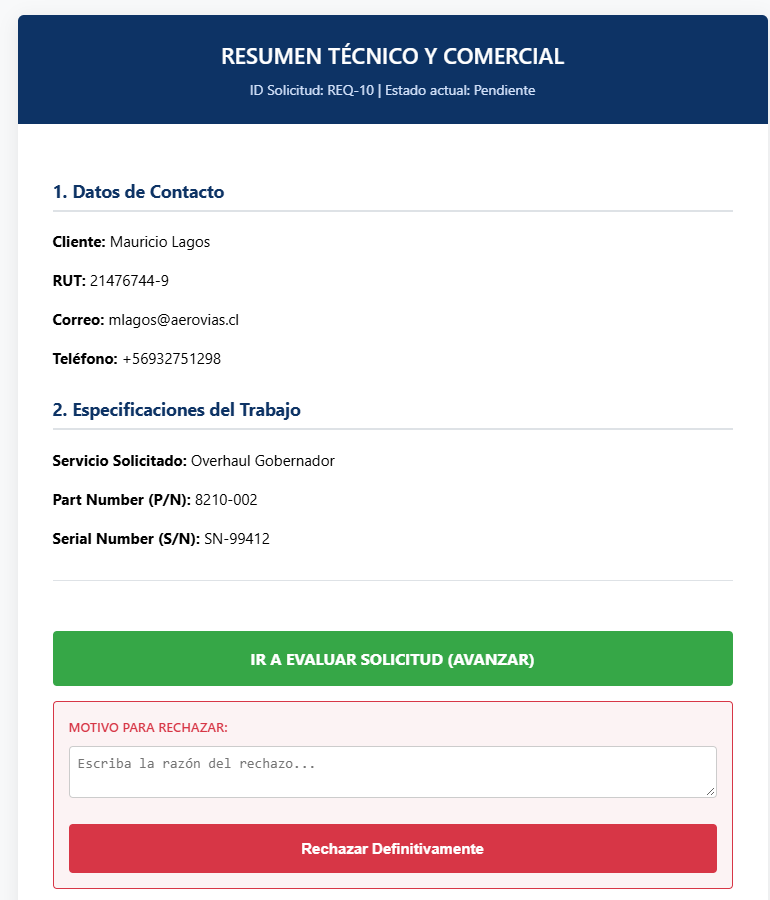 RESUMEN TÉCNICO Y COMERCIAL
ID Solicitud: REQ-10 | Estado actual: Pendiente
1. Datos de Contacto
Cliente: Mauricio Lagos
RUT: 21476744-9
Correo: mlagos@aerovias.cl
Teléfono: +56932751298
2. Especificaciones del Trabajo
Servicio Solicitado: Overhaul Gobernador
Part Number (P/N): 8210-002
Serial Number (S/N): SN-99412
IR A EVALUAR SOLICITUD (AVANZAR)
MOTIVO PARA RECHAZAR:
Escriba la razón del rechazo...
Rechazar Definitivamente